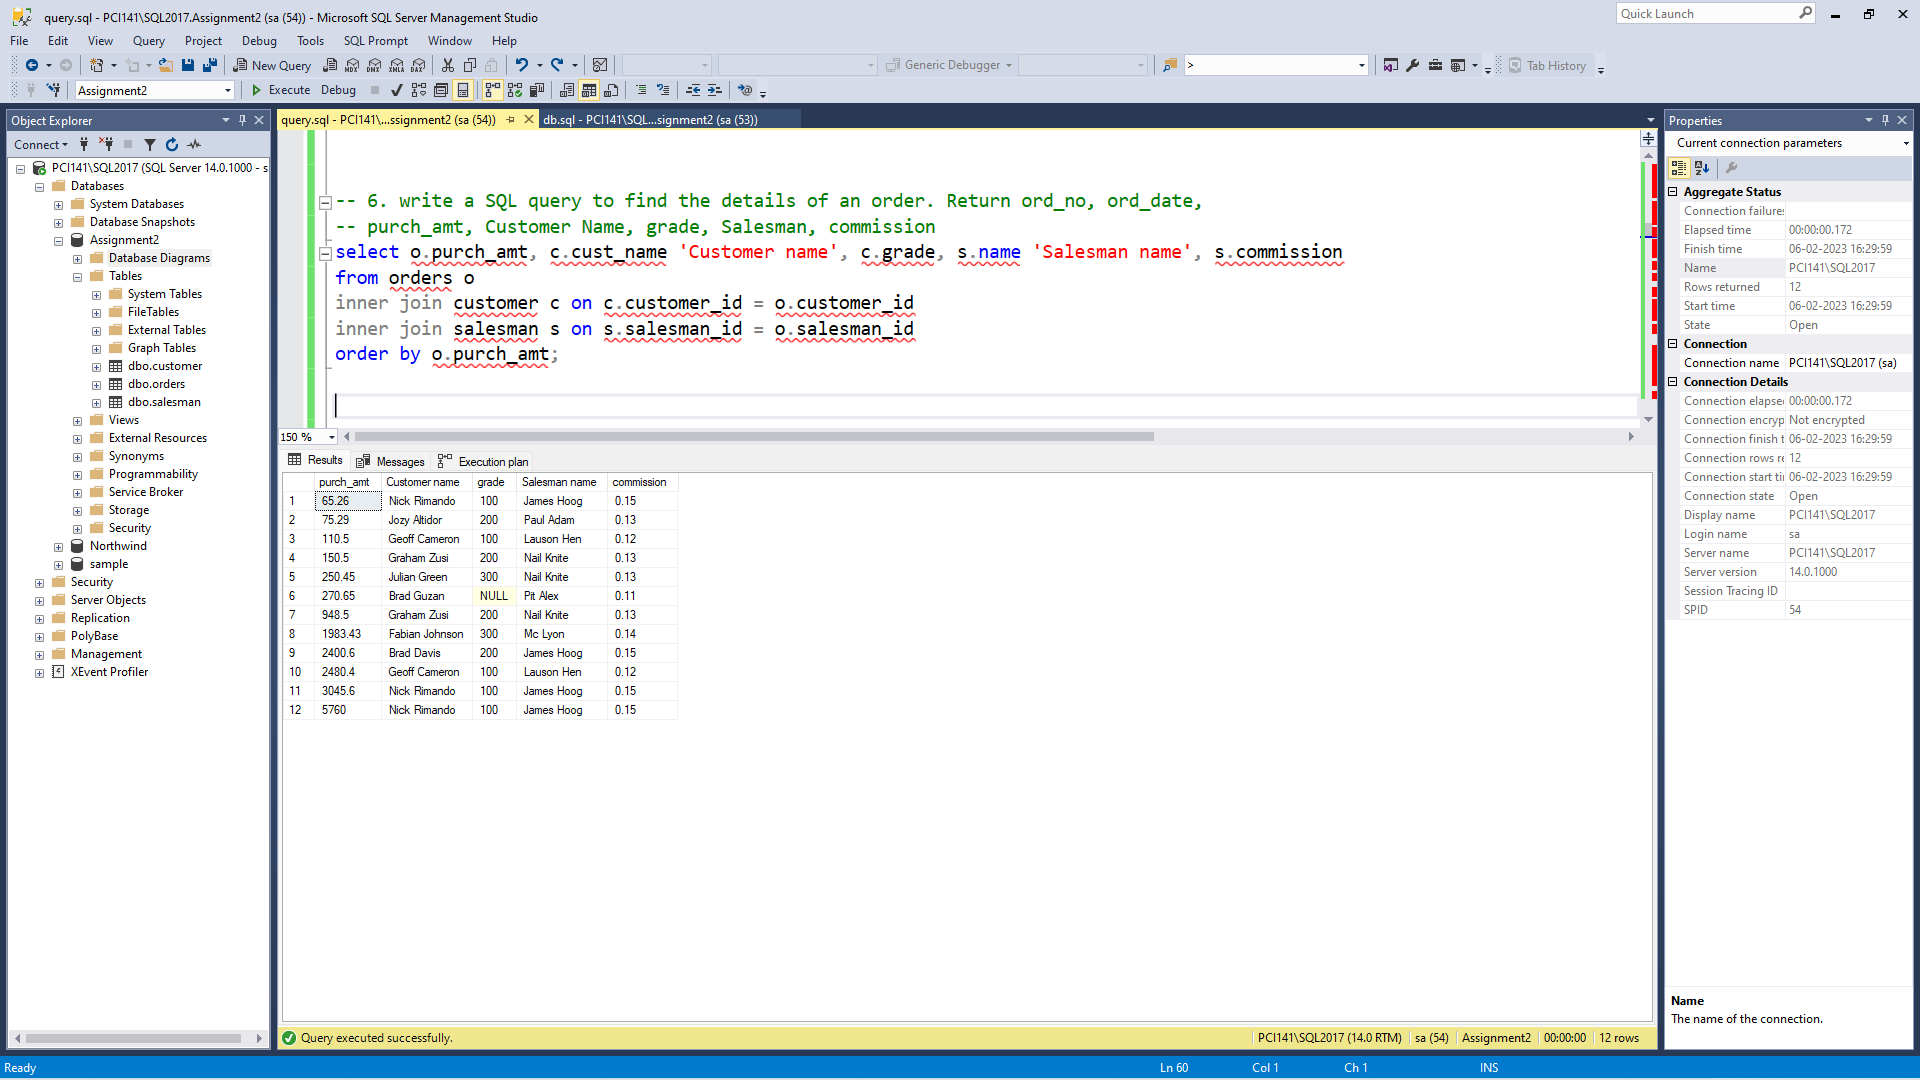 query.sql - PCI141\SQL2017.Assignment2 (sa (54)) - Microsoft SQL Server Management Studio
Quick Launch
File Edit View Query Project Debug Tools SQL Prompt Window Help
New Query
MDX DMX XMLA DAX
Generic Debugger
>
Tab History
Assignment2
Execute Debug
Object Explorer
Connect
PCI141\SQL2017 (SQL Server 14.0.1000 - s
Databases
System Databases
Database Snapshots
Assignment2
Database Diagrams
Tables
System Tables
FileTables
External Tables
Graph Tables
dbo.customer
dbo.orders
dbo.salesman
Views
External Resources
Synonyms
Programmability
Service Broker
Storage
Security
Northwind
sample
Security
Server Objects
Replication
PolyBase
Management
XEvent Profiler
query.sql - PCI141\...ssignment2 (sa (54))
db.sql - PCI141\SQL...signment2 (sa (53))
-- 6. write a SQL query to find the details of an order. Return ord_no, ord_date,
-- purch_amt, Customer Name, grade, Salesman, commission
select o.purch_amt, c.cust_name 'Customer name', c.grade, s.name 'Salesman name', s.commission
from orders o
inner join customer c on c.customer_id = o.customer_id
inner join salesman s on s.salesman_id = o.salesman_id
order by o.purch_amt;
150 %
Results Messages Execution plan
purch_amt Customer name grade Salesman name commission
1 65.26 Nick Rimando 100 James Hoog 0.15
2 75.29 Jozy Altidor 200 Paul Adam 0.13
3 110.5 Geoff Cameron 100 Lauson Hen 0.12
4 150.5 Graham Zusi 200 Nail Knite 0.13
5 250.45 Julian Green 300 Nail Knite 0.13
6 270.65 Brad Guzan NULL Pit Alex 0.11
7 948.5 Graham Zusi 200 Nail Knite 0.13
8 1983.43 Fabian Johnson 300 Mc Lyon 0.14
9 2400.6 Brad Davis 200 James Hoog 0.15
10 2480.4 Geoff Cameron 100 Lauson Hen 0.12
11 3045.6 Nick Rimando 100 James Hoog 0.15
12 5760 Nick Rimando 100 James Hoog 0.15
Query executed successfully.
PCI141\SQL2017 (14.0 RTM) sa (54) Assignment2 00:00:00 12 rows
Properties
Current connection parameters
Aggregate Status
Connection failures
Elapsed time 00:00:00.172
Finish time 06-02-2023 16:29:59
Name PCI141\SQL2017
Rows returned 12
Start time 06-02-2023 16:29:59
State Open
Connection
Connection name PCI141\SQL2017 (sa)
Connection Details
Connection elapse 00:00:00.172
Connection encryp Not encrypted
Connection finish t 06-02-2023 16:29:59
Connection rows re 12
Connection start ti 06-02-2023 16:29:59
Connection state Open
Display name PCI141\SQL2017
Login name sa
Server name PCI141\SQL2017
Server version 14.0.1000
Session Tracing ID
SPID 54
Name
The name of the connection.
Ready
Ln 60 Col 1 Ch 1 INS